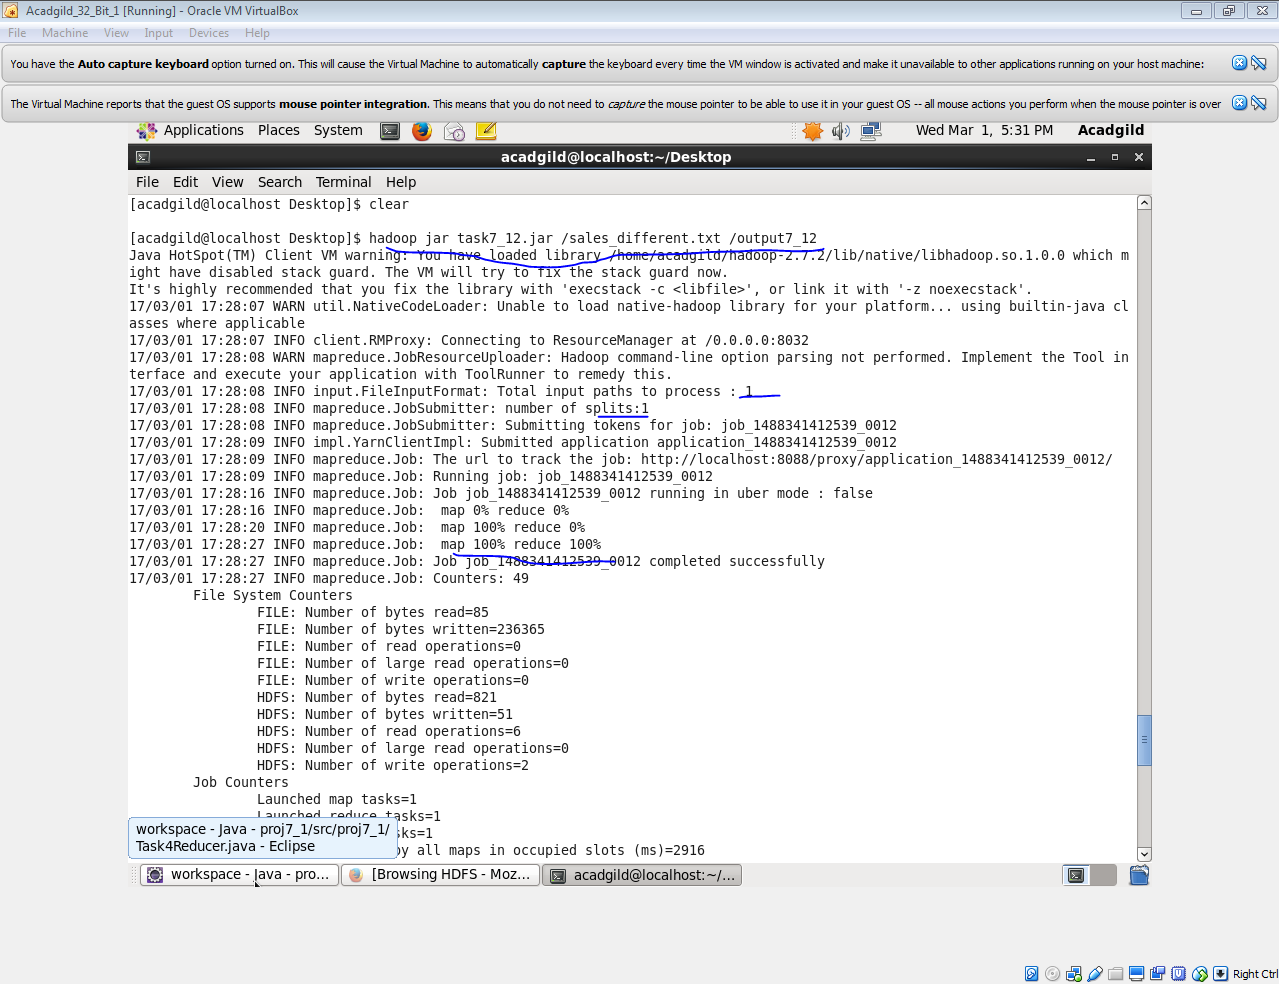 Acadgild_32_Bit_1 [Running] - Oracle VM VirtualBox
File Machine View Input Devices Help
You have the Auto capture keyboard option turned on. This will cause the Virtual Machine to automatically capture the keyboard every time the VM window is activated and make it unavailable to other applications running on your host machine:
The Virtual Machine reports that the guest OS supports mouse pointer integration. This means that you do not need to capture the mouse pointer to be able to use it in your guest OS -- all mouse actions you perform when the mouse pointer is over
Applications Places System Wed Mar 1, 5:31 PM Acadgild
acadgild@localhost:~/Desktop
File Edit View Search Terminal Help
[acadgild@localhost Desktop]$ clear
[acadgild@localhost Desktop]$ hadoop jar task7_12.jar /sales_different.txt /output7_12
Java HotSpot(TM) Client VM warning: You have loaded library /home/acadgild/hadoop-2.7.2/lib/native/libhadoop.so.1.0.0 which m
ight have disabled stack guard. The VM will try to fix the stack guard now.
It's highly recommended that you fix the library with 'execstack -c <libfile>', or link it with '-z noexecstack'.
17/03/01 17:28:07 WARN util.NativeCodeLoader: Unable to load native-hadoop library for your platform... using builtin-java cl
asses where applicable
17/03/01 17:28:07 INFO client.RMProxy: Connecting to ResourceManager at /0.0.0.0:8032
17/03/01 17:28:08 WARN mapreduce.JobResourceUploader: Hadoop command-line option parsing not performed. Implement the Tool in
terface and execute your application with ToolRunner to remedy this.
17/03/01 17:28:08 INFO input.FileInputFormat: Total input paths to process : 1
17/03/01 17:28:08 INFO mapreduce.JobSubmitter: number of splits:1
17/03/01 17:28:08 INFO mapreduce.JobSubmitter: Submitting tokens for job: job_1488341412539_0012
17/03/01 17:28:09 INFO impl.YarnClientImpl: Submitted application application_1488341412539_0012
17/03/01 17:28:09 INFO mapreduce.Job: The url to track the job: http://localhost:8088/proxy/application_1488341412539_0012/
17/03/01 17:28:09 INFO mapreduce.Job: Running job: job_1488341412539_0012
17/03/01 17:28:16 INFO mapreduce.Job: Job job_1488341412539_0012 running in uber mode : false
17/03/01 17:28:16 INFO mapreduce.Job:  map 0% reduce 0%
17/03/01 17:28:20 INFO mapreduce.Job:  map 100% reduce 0%
17/03/01 17:28:27 INFO mapreduce.Job:  map 100% reduce 100%
17/03/01 17:28:27 INFO mapreduce.Job: Job job_1488341412539_0012 completed successfully
17/03/01 17:28:27 INFO mapreduce.Job: Counters: 49
File System Counters
FILE: Number of bytes read=85
FILE: Number of bytes written=236365
FILE: Number of read operations=0
FILE: Number of large read operations=0
FILE: Number of write operations=0
HDFS: Number of bytes read=821
HDFS: Number of bytes written=51
HDFS: Number of read operations=6
HDFS: Number of large read operations=0
HDFS: Number of write operations=2
Job Counters
Launched map tasks=1
Launched reduce tasks=1
ks=1
by all maps in occupied slots (ms)=2916
workspace - Java - proj7_1/src/proj7_1/
Task4Reducer.java - Eclipse
workspace - Java - pro... [Browsing HDFS - Moz... acadgild@localhost:~/...
Right Ctrl